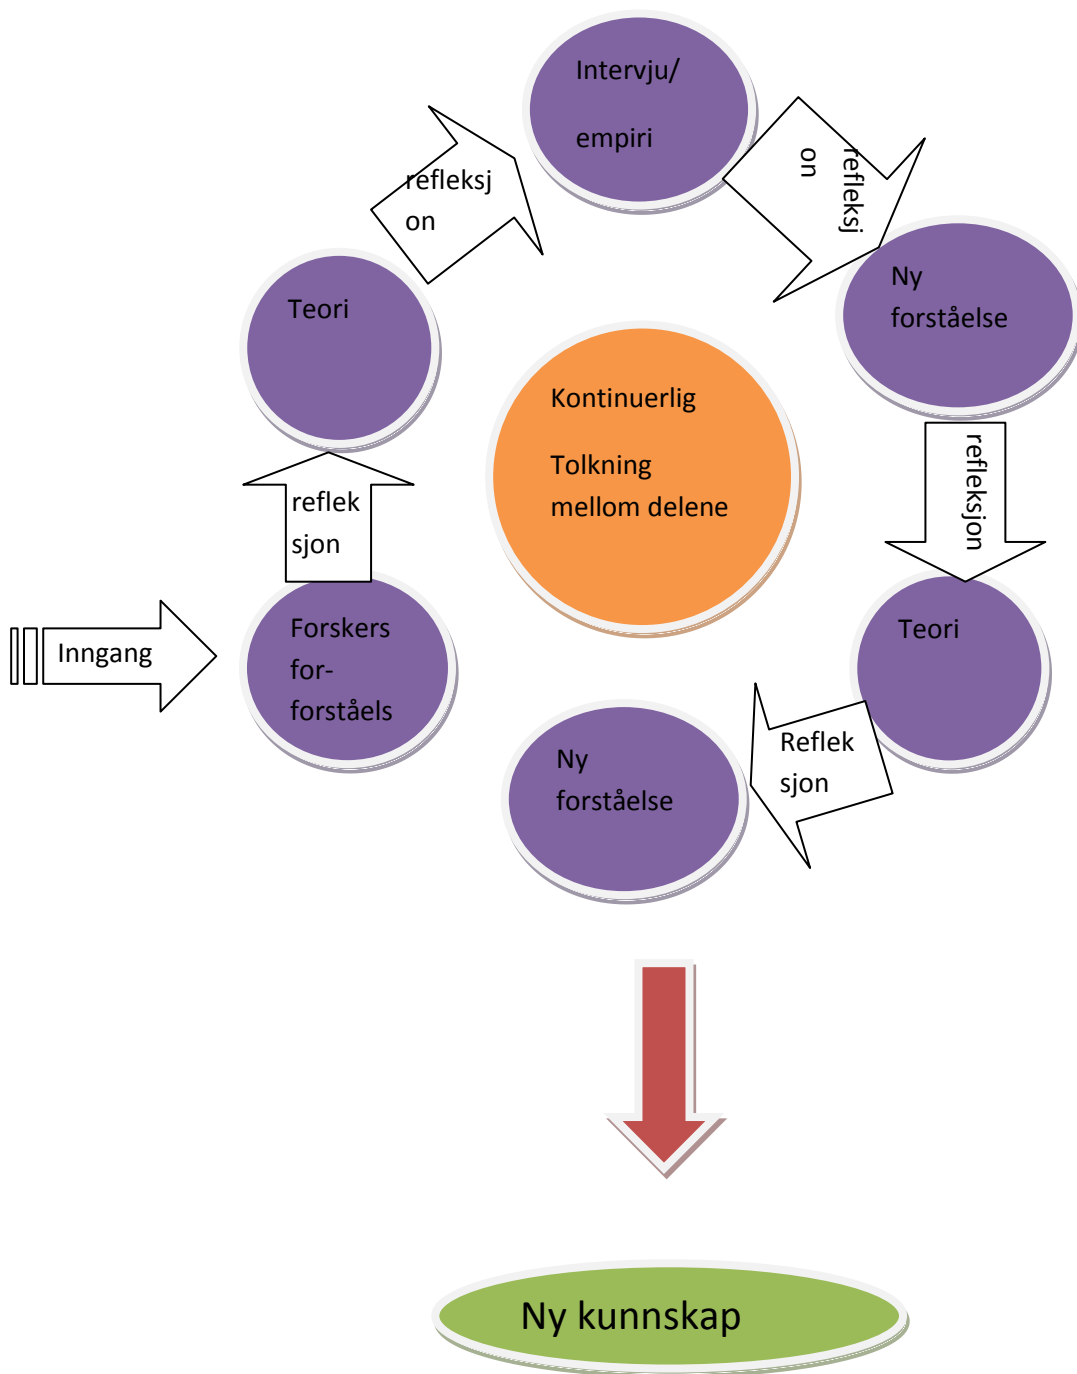 Intervju/
empiri
refleksj
on
refleksj
on
Ny
forståelse
Teori
Kontinuerlig
Tolkning
mellom delene
refleksjon
reflek
sjon
Inngang
Forskers
for-
forståels
Teori
Reflek
sjon
Ny
forståelse
Ny kunnskap